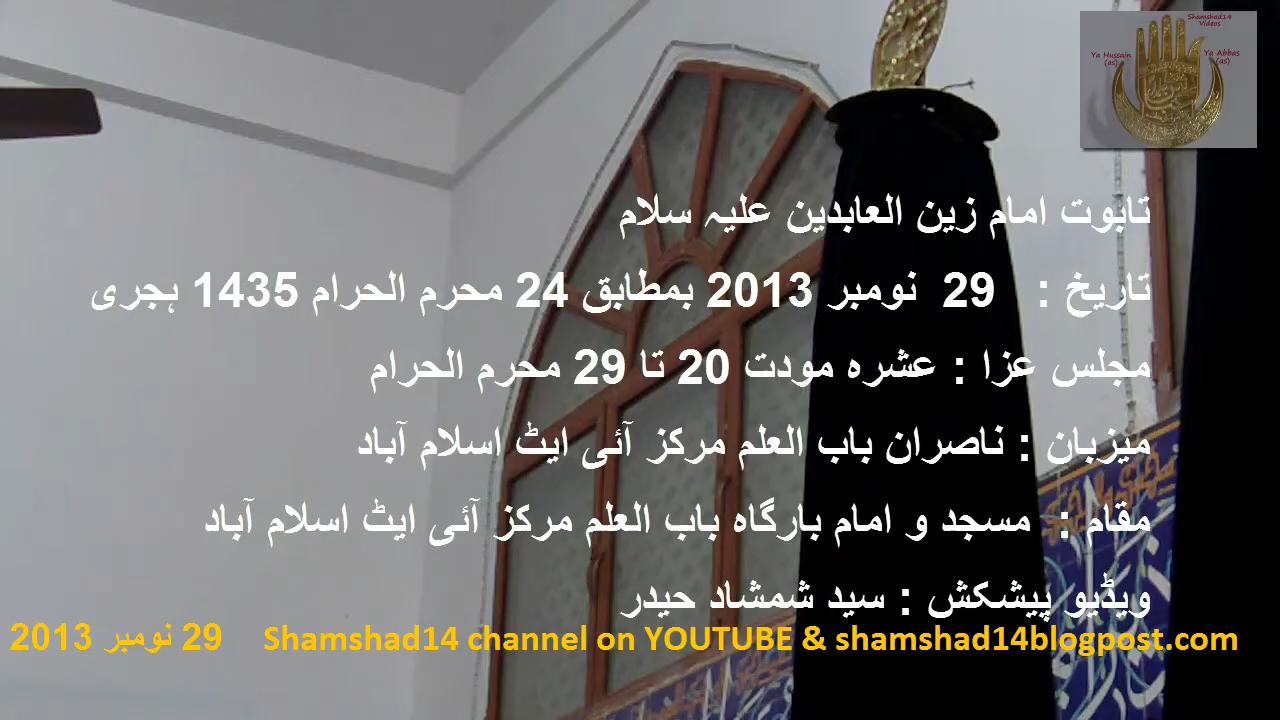 Shamshad14
Videos
Ya Hussain
(as)
Ya Abbas
(as)
تابوت امام زین العابدین علیہ سلام
تاریخ : 29 نومبر 2013 بمطابق 24 محرم الحرام 1435 ہجری
مجلس عزا : عشرہ مودت 20 تا 29 محرم الحرام
میزبان : ناصران باب العلم مرکز آئی ایٹ اسلام آباد
مقام : مسجد و امام بارگاہ باب العلم مرکز آئی ایٹ اسلام آباد
ویڈیو پیشکش : سید شمشاد حیدر
29 نومبر 2013 Shamshad14 channel on YOUTUBE & shamshad14blogpost.com